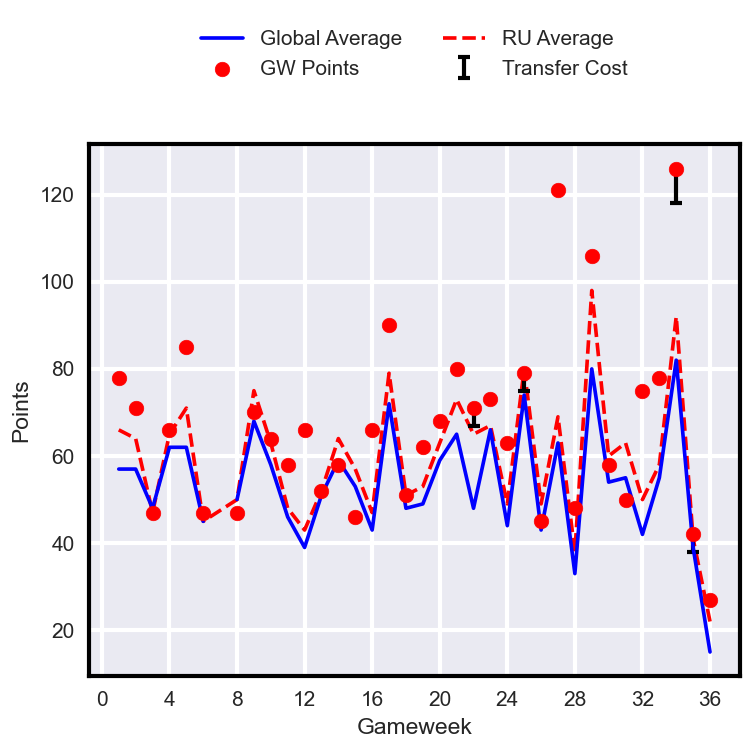 Global Average
RU Average
GW Points
Transfer Cost
120
100
80
60
40
20
Points
0 4 8 12 16 20 24 28 32 36
Gameweek